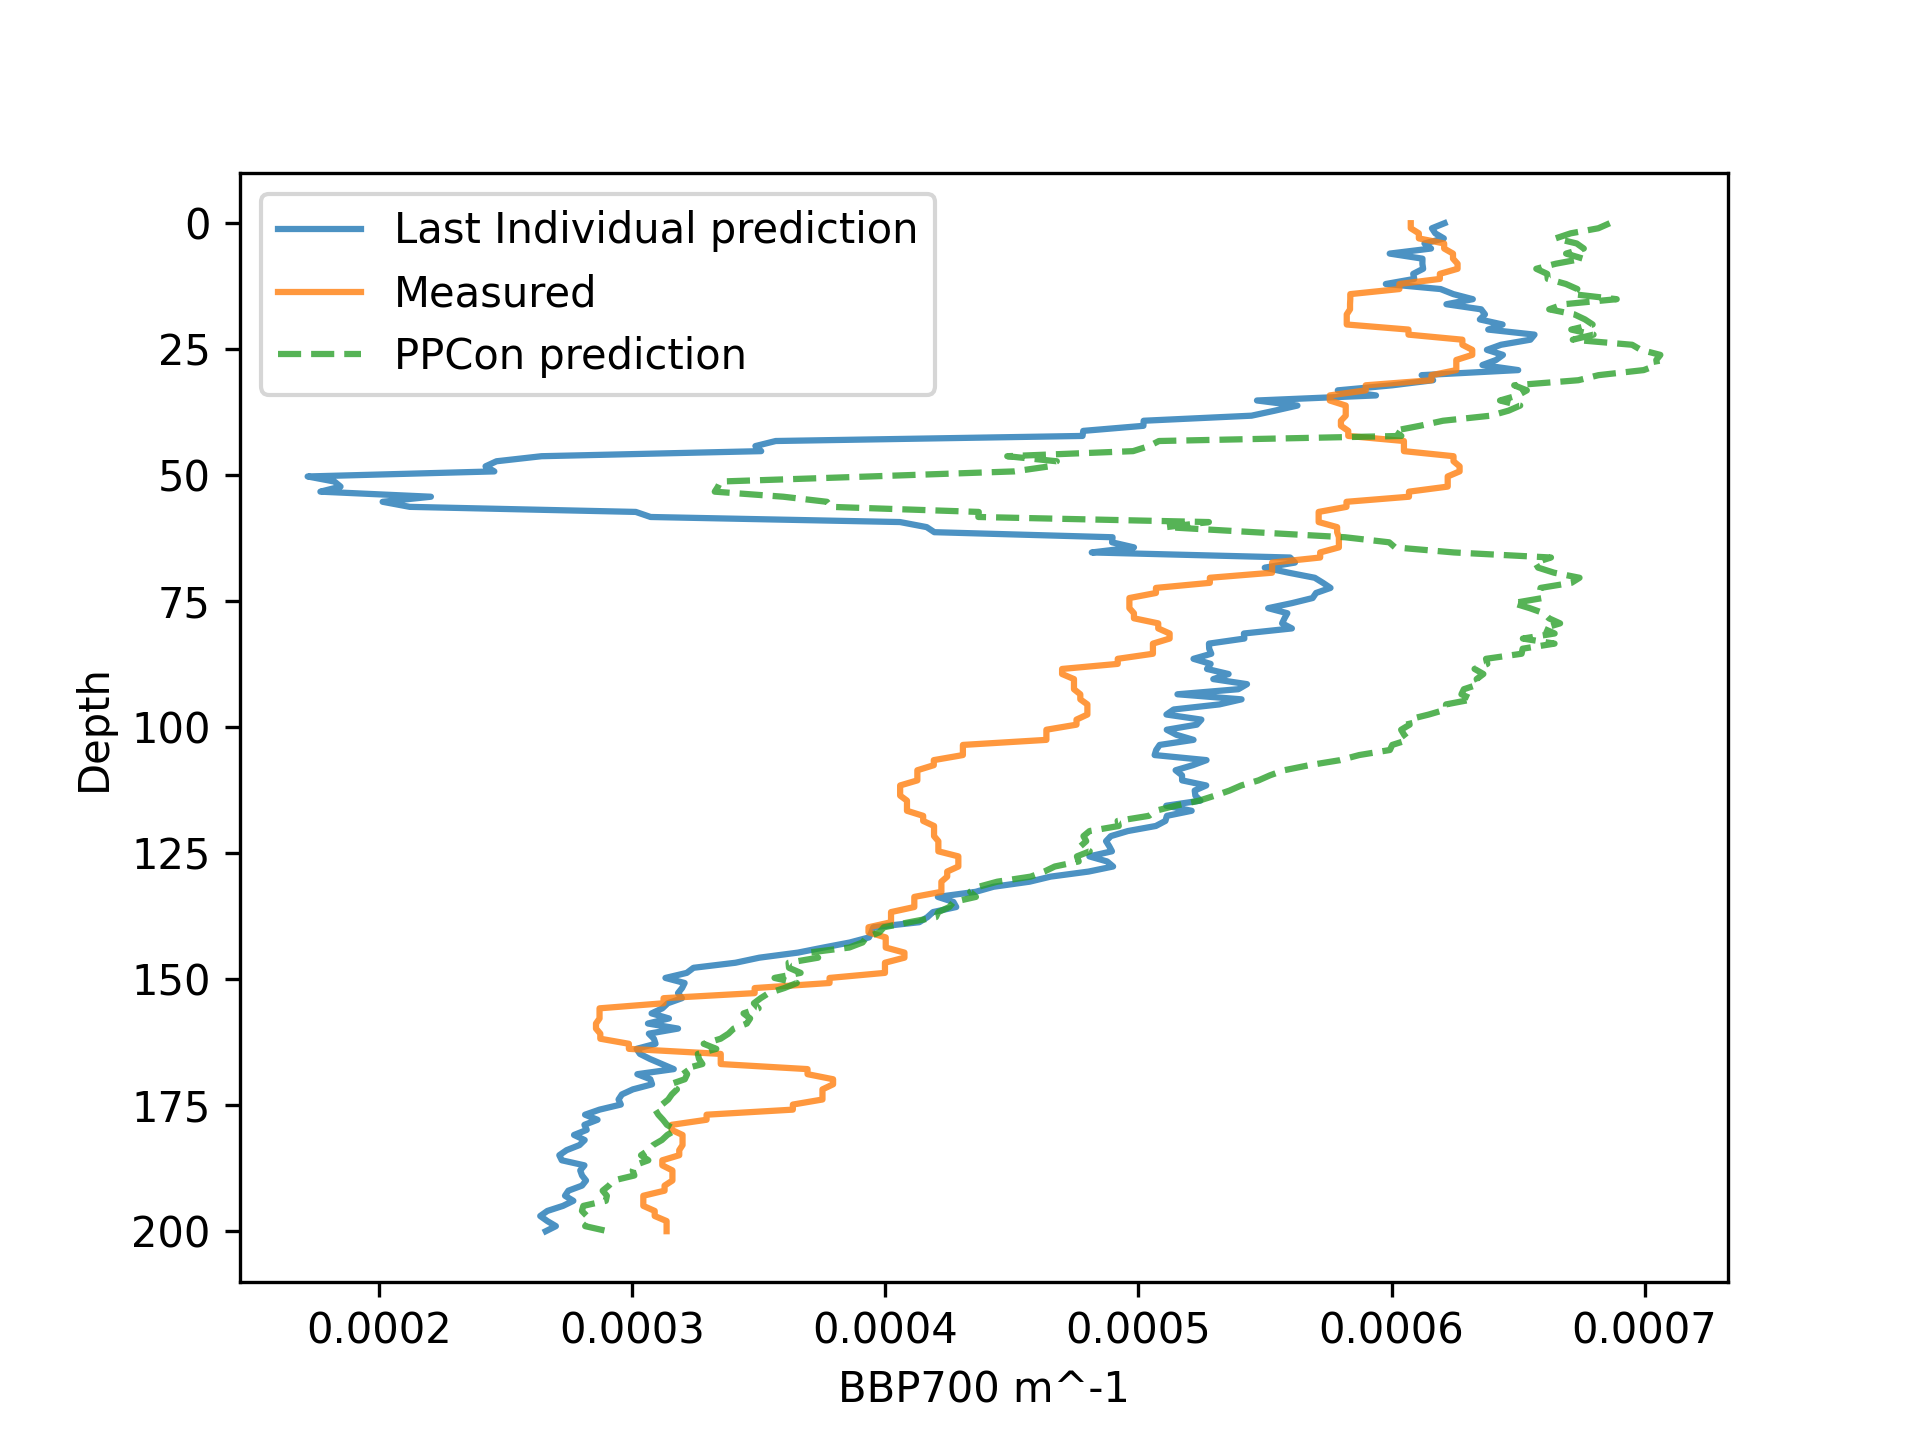 Last Individual prediction
Measured
PPCon prediction
0
25
50
75
100
125
150
175
200
Depth
0.0002 0.0003 0.0004 0.0005 0.0006 0.0007
BBP700 m^-1